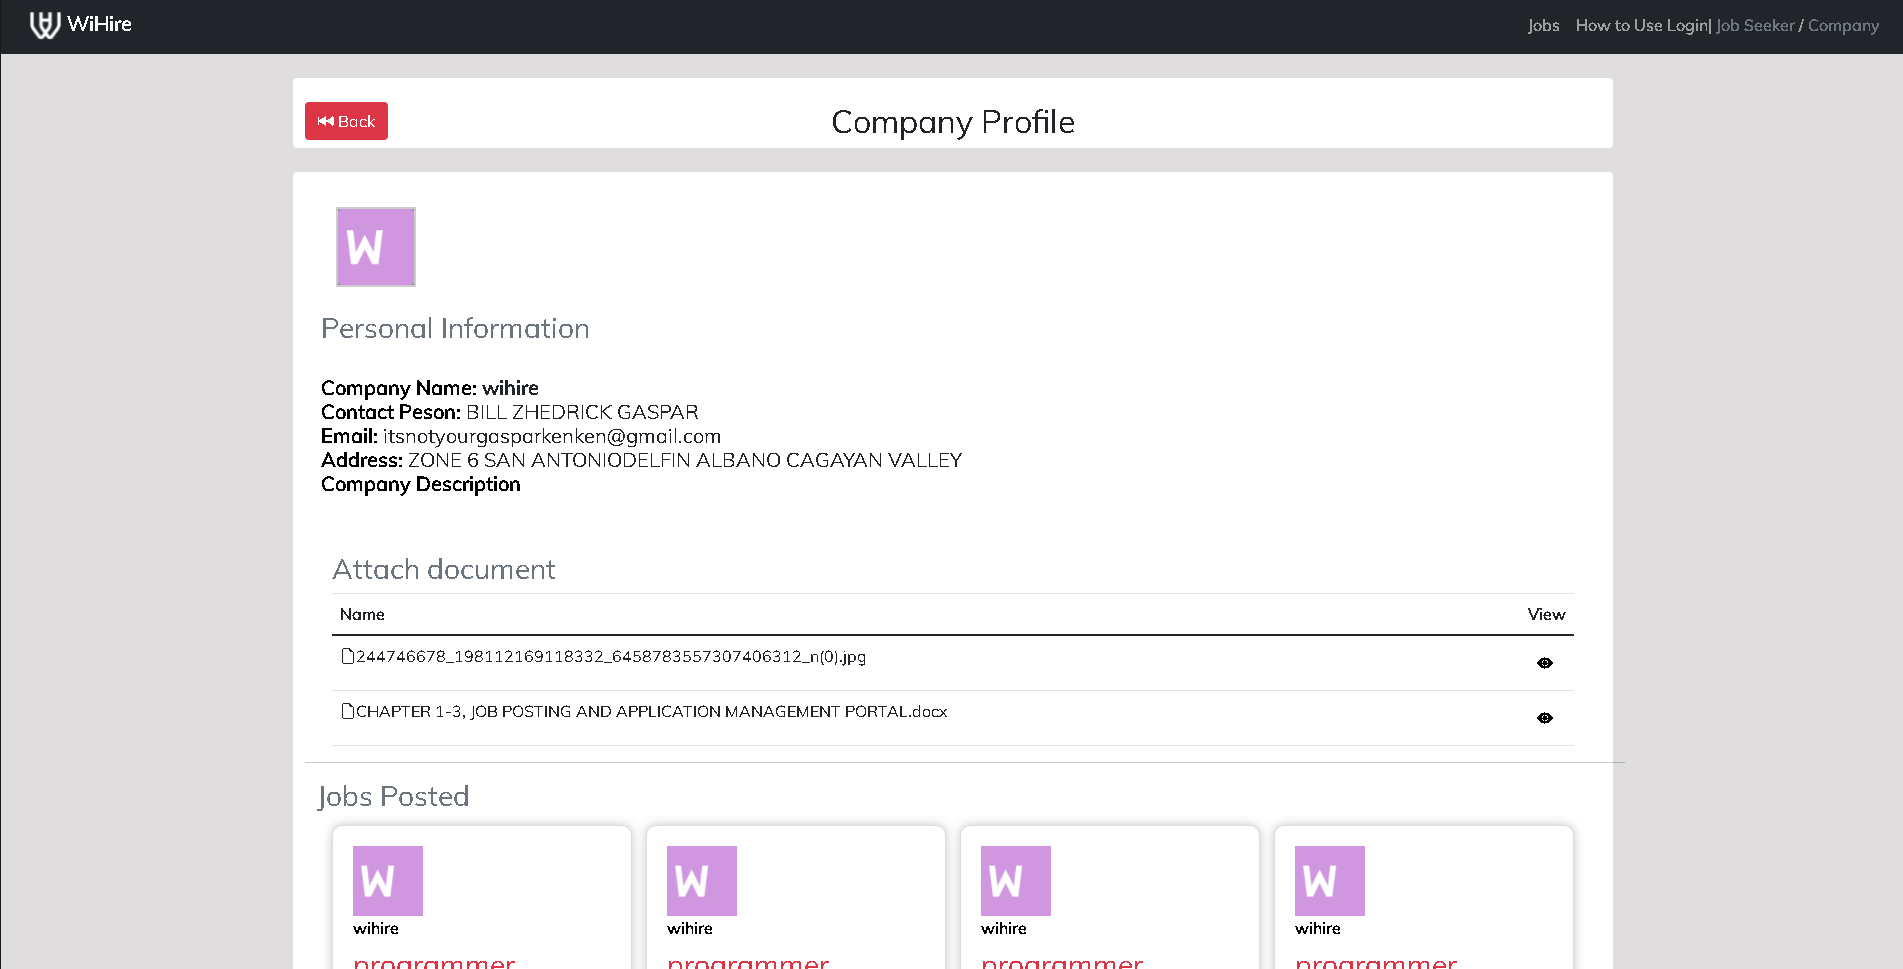 WiHire
Jobs How to Use Login| Job Seeker / Company
Back
Company Profile
W
Personal Information
Company Name: wihire
Contact Peson: BILL ZHEDRICK GASPAR
Email: itsnotyourgasparkenken@gmail.com
Address: ZONE 6 SAN ANTONIODELFIN ALBANO CAGAYAN VALLEY
Company Description
Attach document
Name View
244746678_198112169118332_6458783557307406312_n(0).jpg
CHAPTER 1-3, JOB POSTING AND APPLICATION MANAGEMENT PORTAL.docx
Jobs Posted
W W W W
wihire wihire wihire wihire
programmer programmer programmer programmer